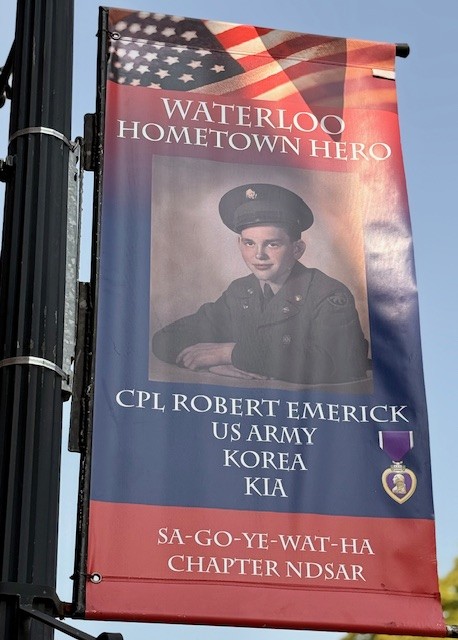 WATERLOO
HOMETOWN HERO
CPL ROBERT EMERICK
US ARMY
KOREA
KIA
SA-GO-YE-WAT-HA
CHAPTER NDSAR